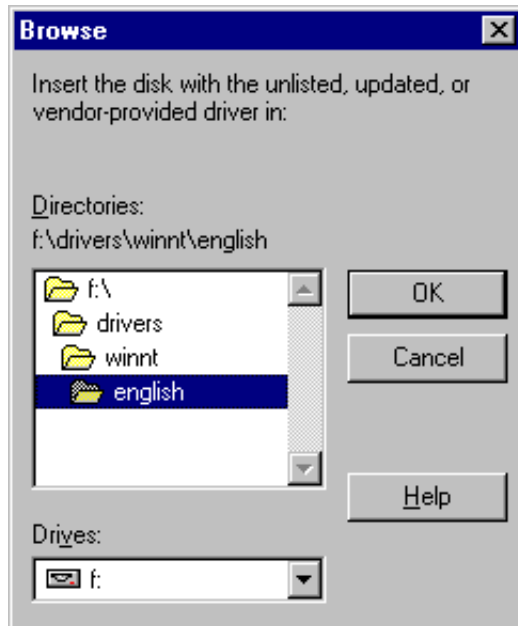 Browse
Insert the disk with the unlisted, updated, or
vendor-provided driver in:
Directories:
f:\drivers\winnt\english
f:\
drivers
winnt
english
OK
Cancel
Help
Drives:
f: